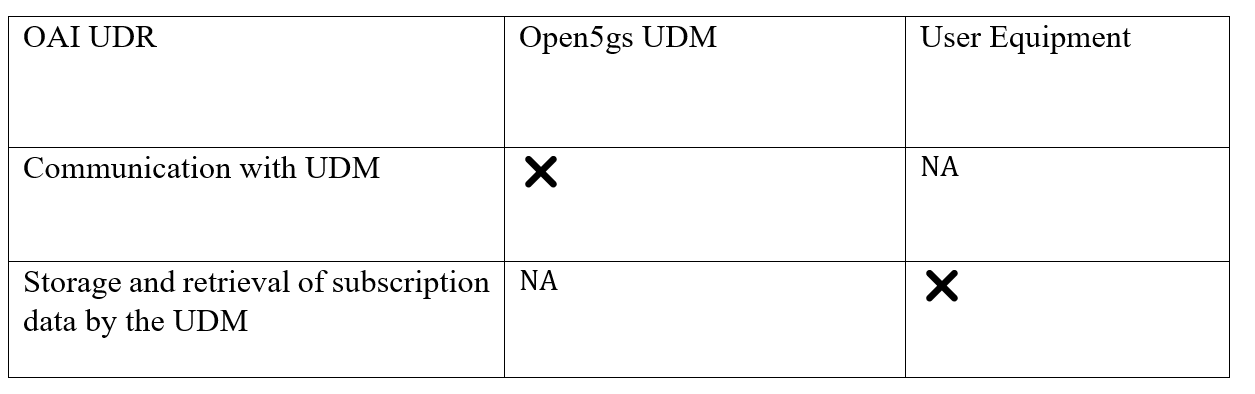 OAI UDR
Open5gs UDM
User Equipment
Communication with UDM
NA
Storage and retrieval of subscription
data by the UDM
NA